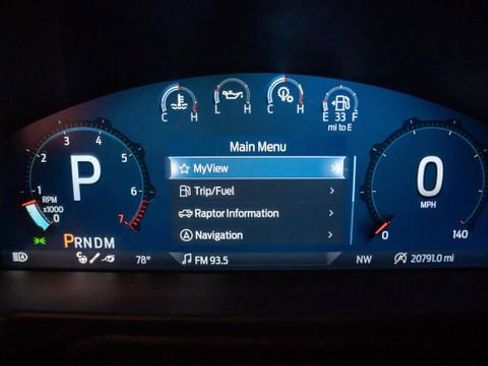 C H
L H
C H
E 33 F
mi to E
Main Menu
MyView
Trip/Fuel
Raptor Information
Navigation
FM 93.5
1 2 3 4 5 6 7
P
RPM
x1000
0
PRNDM
78°
0
MPH
0 140
NW
20791.0 mi